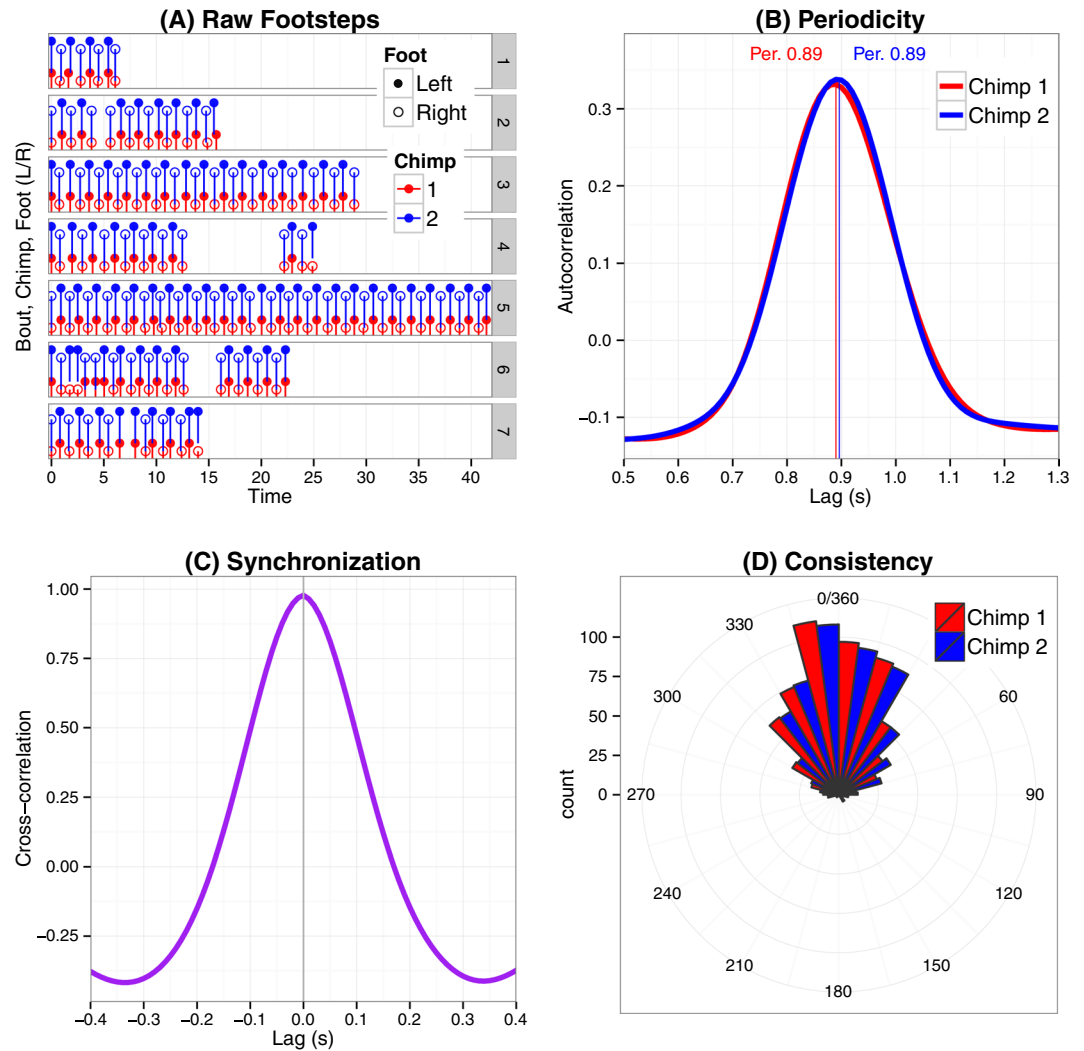 (A) Raw Footsteps
Bout, Chimp, Foot (L/R)
Foot
Left
Right
Chimp
1
2
1
2
3
4
5
6
7
0 5 10 15 20 25 30 35 40
Time
(B) Periodicity
Per. 0.89 Per. 0.89
Chimp 1
Chimp 2
Autocorrelation
0.3
0.2
0.1
0.0
−0.1
0.5 0.6 0.7 0.8 0.9 1.0 1.1 1.2 1.3
Lag (s)
(C) Synchronization
Cross−correlation
1.00
0.75
0.50
0.25
0.00
−0.25
−0.4 −0.3 −0.2 −0.1 0.0 0.1 0.2 0.3 0.4
Lag (s)
(D) Consistency
Chimp 1
Chimp 2
count
100
75
50
25
0
0/360
60
90
120
150
180
210
240
270
300
330